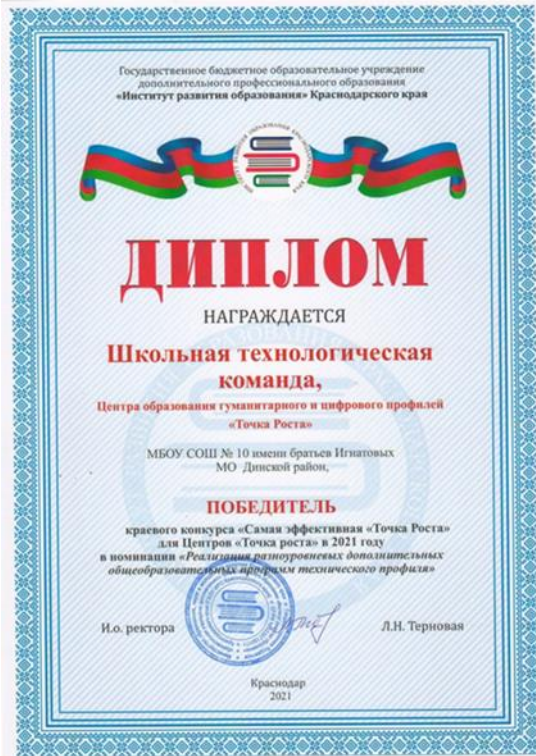 Государственное бюджетное образовательное учреждение
дополнительного профессионального образования
«Институт развития образования» Краснодарского края
ДИПЛОМ
НАГРАЖДАЕТСЯ
Школьная технологическая
команда,
Центра образования гуманитарного и цифрового профилей
«Точка Роста»
МБОУ СОШ № 10 имени братьев Игнатовых
МО Динской район,
ПОБЕДИТЕЛЬ
краевого конкурса «Самая эффективная «Точка Роста»
для Центров «Точка роста» в 2021 году
в номинации «Реализация разноуровневых дополнительных
общеобразовательных программ технического профиля»
И.о. ректора
Л.Н. Терновая
Краснодар
2021